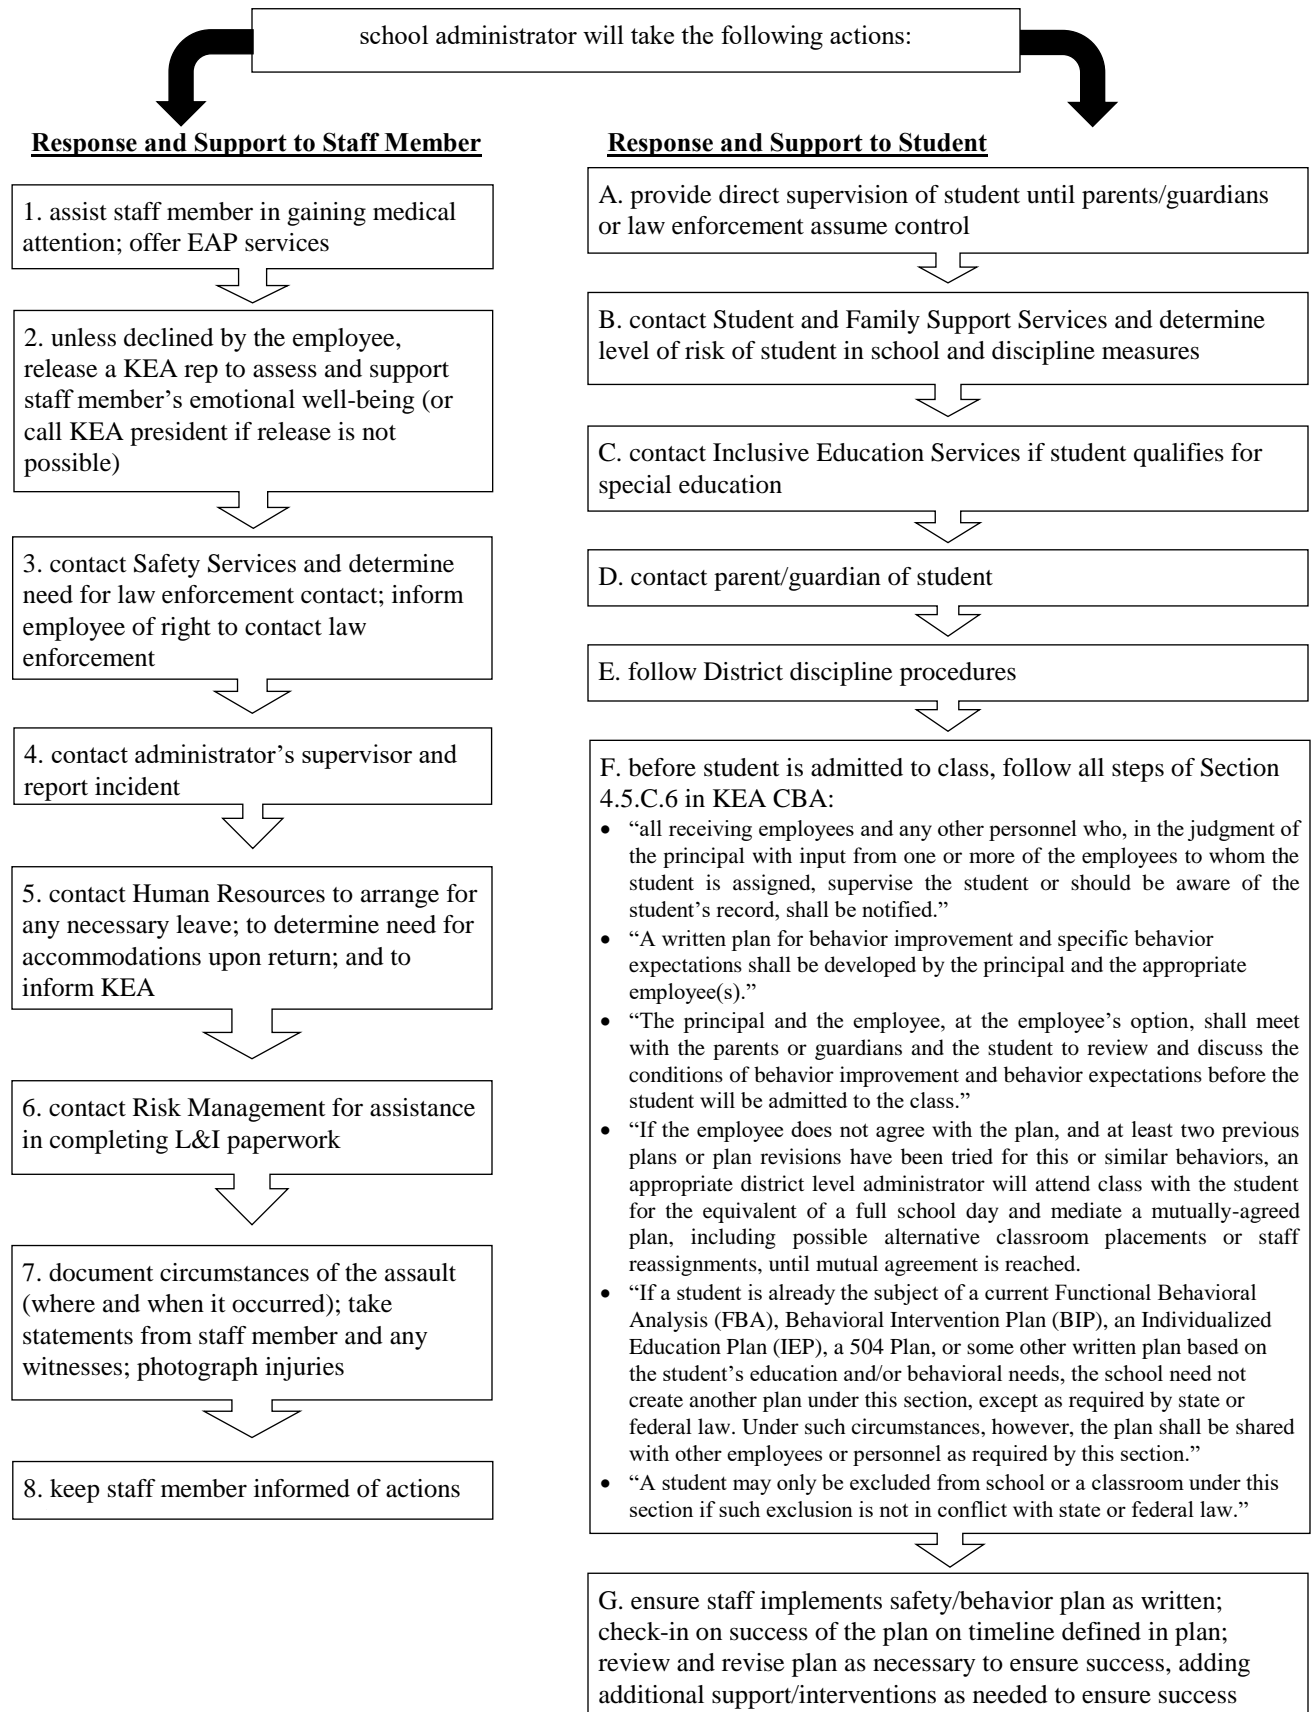 school administrator will take the following actions:
Response and Support to Staff Member
1. assist staff member in gaining medical
attention; offer EAP services
2. unless declined by the employee,
release a KEA rep to assess and support
staff member’s emotional well-being (or
call KEA president if release is not
possible)
3. contact Safety Services and determine
need for law enforcement contact; inform
employee of right to contact law
enforcement
4. contact administrator’s supervisor and
report incident
5. contact Human Resources to arrange for
any necessary leave; to determine need for
accommodations upon return; and to
inform KEA
6. contact Risk Management for assistance
in completing L&I paperwork
7. document circumstances of the assault
(where and when it occurred); take
statements from staff member and any
witnesses; photograph injuries
8. keep staff member informed of actions
Response and Support to Student
A. provide direct supervision of student until parents/guardians
or law enforcement assume control
B. contact Student and Family Support Services and determine
level of risk of student in school and discipline measures
C. contact Inclusive Education Services if student qualifies for
special education
D. contact parent/guardian of student
E. follow District discipline procedures
F. before student is admitted to class, follow all steps of Section
4.5.C.6 in KEA CBA:
• “all receiving employees and any other personnel who, in the judgment of
the principal with input from one or more of the employees to whom the
student is assigned, supervise the student or should be aware of the
student’s record, shall be notified.”
• “A written plan for behavior improvement and specific behavior
expectations shall be developed by the principal and the appropriate
employee(s).”
• “The principal and the employee, at the employee’s option, shall meet
with the parents or guardians and the student to review and discuss the
conditions of behavior improvement and behavior expectations before the
student will be admitted to the class.”
• “If the employee does not agree with the plan, and at least two previous
plans or plan revisions have been tried for this or similar behaviors, an
appropriate district level administrator will attend class with the student
for the equivalent of a full school day and mediate a mutually-agreed
plan, including possible alternative classroom placements or staff
reassignments, until mutual agreement is reached.
• “If a student is already the subject of a current Functional Behavioral
Analysis (FBA), Behavioral Intervention Plan (BIP), an Individualized
Education Plan (IEP), a 504 Plan, or some other written plan based on
the student’s education and/or behavioral needs, the school need not
create another plan under this section, except as required by state or
federal law. Under such circumstances, however, the plan shall be shared
with other employees or personnel as required by this section.”
• “A student may only be excluded from school or a classroom under this
section if such exclusion is not in conflict with state or federal law.”
G. ensure staff implements safety/behavior plan as written;
check-in on success of the plan on timeline defined in plan;
review and revise plan as necessary to ensure success, adding
additional support/interventions as needed to ensure success